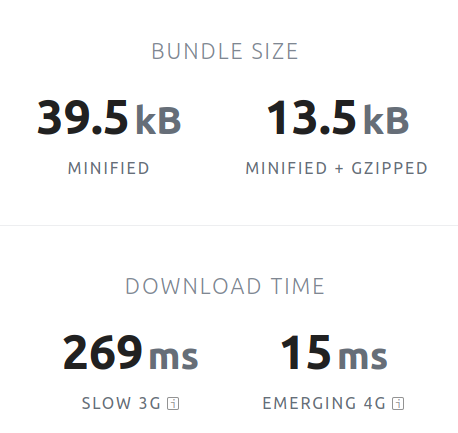 BUNDLE SIZE
39.5 kB 13.5 kB
MINIFIED MINIFIED + GZIPPED
DOWNLOAD TIME
269 ms 15 ms
SLOW 3G EMERGING 4G